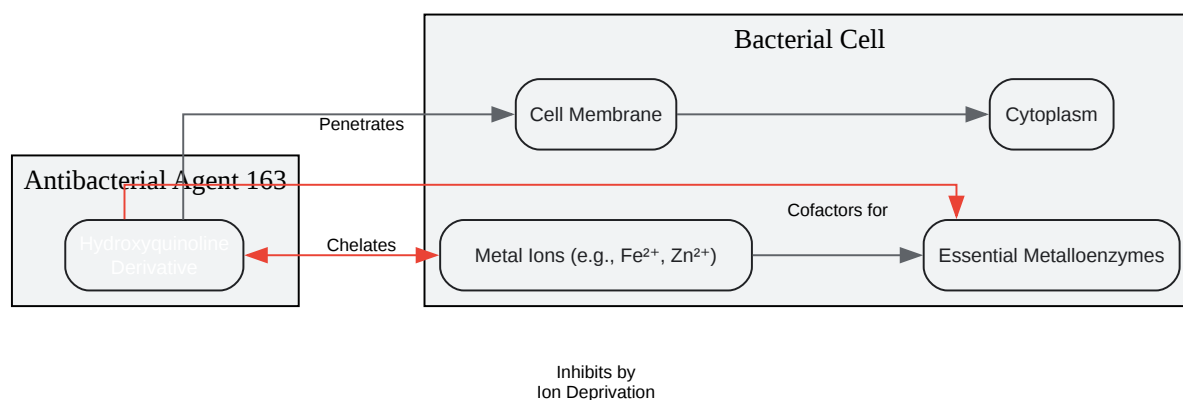 Bacterial Cell
Cell Membrane
Cytoplasm
Penetrates
Antibacterial Agent 163
Cofactors for
Hydroxyquinoline
Derivative
Chelates
Metal Ions (e.g., Fe²⁺, Zn²⁺)
Essential Metalloenzymes
Inhibits by
Ion Deprivation